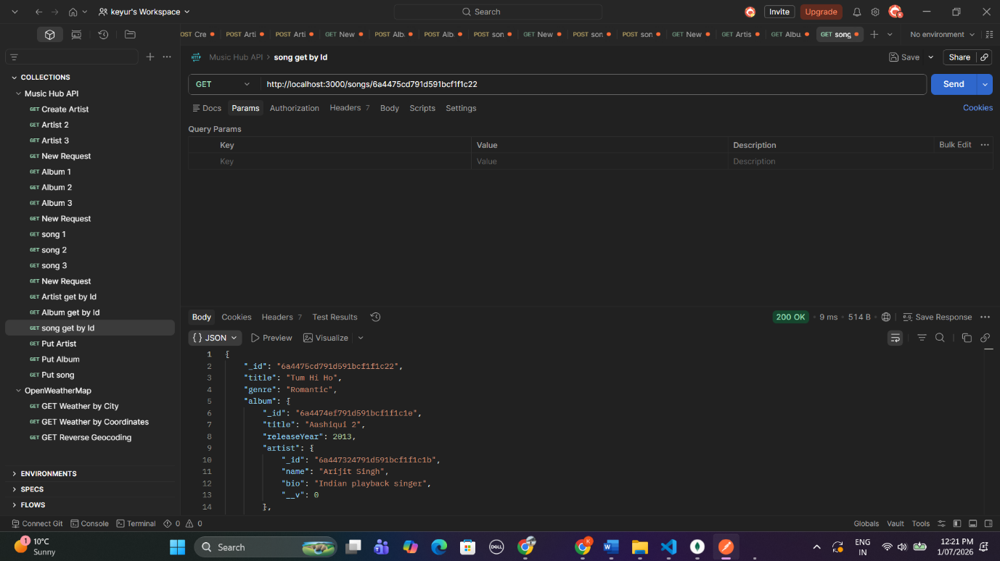 keyur's Workspace
Search
Invite
Upgrade
POST Cre
POST Arti
POST Arti
GET New
POST Alb
POST Alb
POST son
GET New
POST son
POST son
GET New
GET Artis
GET Albu
GET song
No environment
HTTP
Music Hub API > song get by Id
Save
Share
COLLECTIONS
Music Hub API
GET Create Artist
GET Artist 2
GET Artist 3
GET New Request
GET Album 1
GET Album 2
GET Album 3
GET New Request
GET song 1
GET song 2
GET song 3
GET New Request
GET Artist get by Id
GET Album get by Id
GET song get by Id
GET Put Artist
GET Put Album
GET Put song
OpenWeatherMap
GET GET Weather by City
GET GET Weather by Coordinates
GET GET Reverse Geocoding
ENVIRONMENTS
SPECS
FLOWS
GET
http://localhost:3000/songs/6a4475cd791d591bcf1f1c22
Send
Docs
Params
Authorization
Headers 7
Body
Scripts
Settings
Cookies
Query Params
Key
Value
Description
Bulk Edit
Key
Value
Description
Body
Cookies
Headers 7
Test Results
200 OK
9 ms
514 B
e.g.
Save Response
{} JSON
Preview
Visualize
1 {
2 "_id": "6a4475cd791d591bcf1f1c22",
3 "title": "Tum Hi Ho",
4 "genre": "Romantic",
5 "album": {
6 "_id": "6a4474ef791d591bcf1f1c1e",
7 "title": "Aashiqui 2",
8 "releaseYear": 2013,
9 "artist": {
10 "_id": "6a447324791d591bcf1f1c1b",
11 "name": "Arijit Singh",
12 "bio": "Indian playback singer",
13 "__v": 0
14 },
Connect Git
Console
Terminal
0
0
Globals
Vault
Tools
1
10°C
Sunny
Search
DELL
K
W
ENG
IN
12:21 PM
1/07/2026